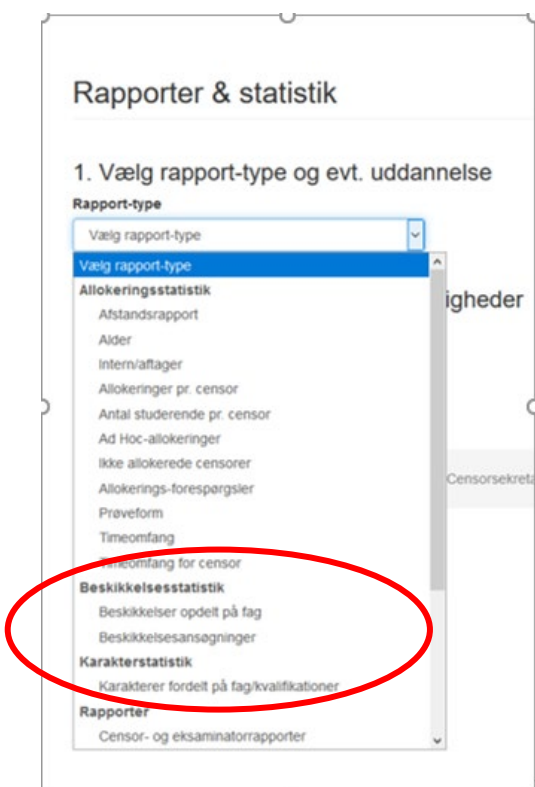 Rapporter & statistik
1. Vælg rapport-type og evt. uddannelse
Rapport-type
Vælg rapport-type
Vælg rapport-type
Allokeringsstatistik
igheder
Afstandsrapport
Alder
Intern/aftager
Allokeringer pr. censor
Antal studerende pr. censor
Ad Hoc-allokeringer
Ikke allokerede censorer
Censorsekreta
Allokerings-forespørgsler
Prøveform
Timeomfang
Timeomfang for censor
Beskikkelsesstatistik
Beskikkelser opdelt på fag
Beskikkelsesansøgninger
Karakterstatistik
Karakterer fordelt på fag/kvalifikationer
Rapporter
Censor- og eksaminatorrapporter